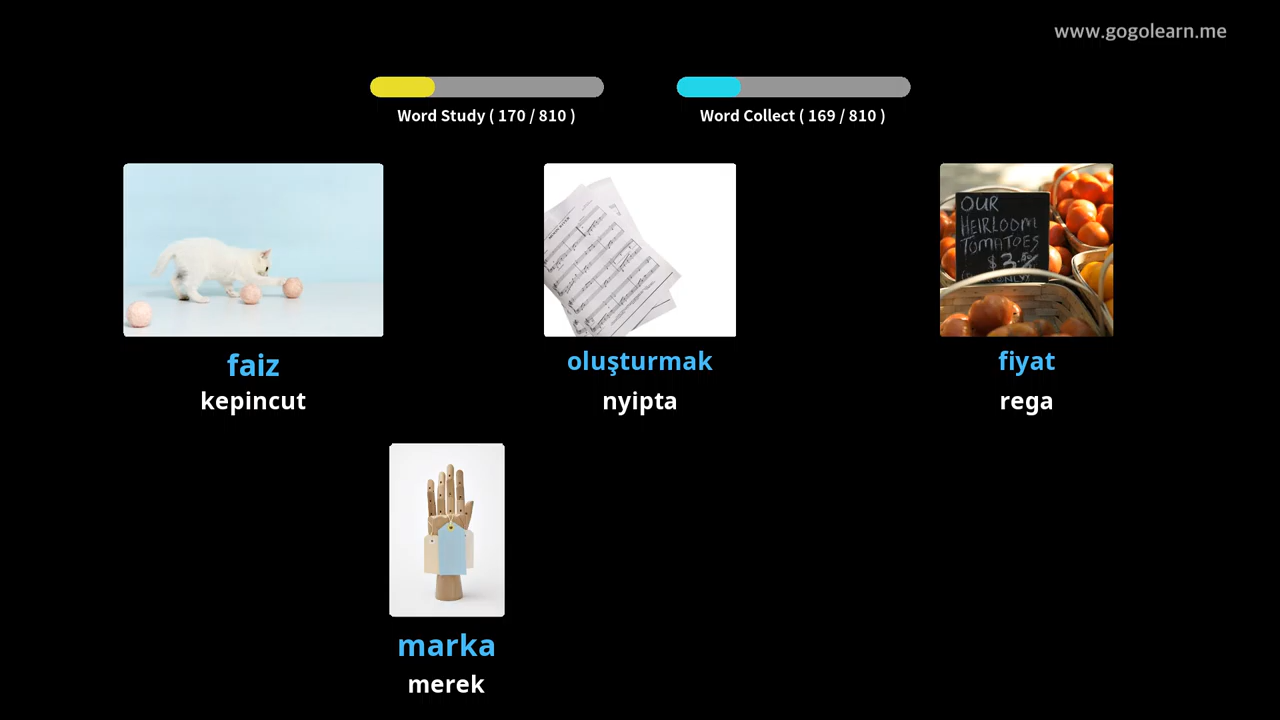 www.gogolearn.me
Word Study ( 170 / 810 )
Word Collect ( 169 / 810 )
OUR
HEIRLOOM
TOMATOES
faiz
kepincut
oluşturmak
nyipta
fiyat
rega
marka
merek